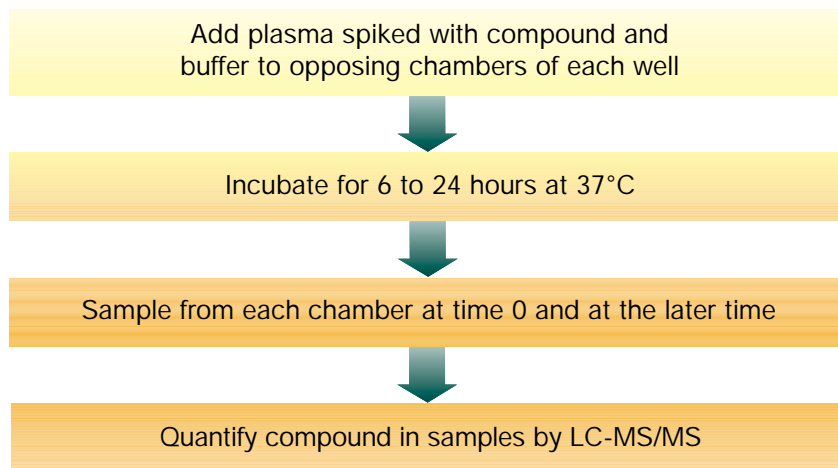 Add plasma spiked with compound and
buffer to opposing chambers of each well
Incubate for 6 to 24 hours at 37°C
Sample from each chamber at time 0 and at the later time
Quantify compound in samples by LC-MS/MS